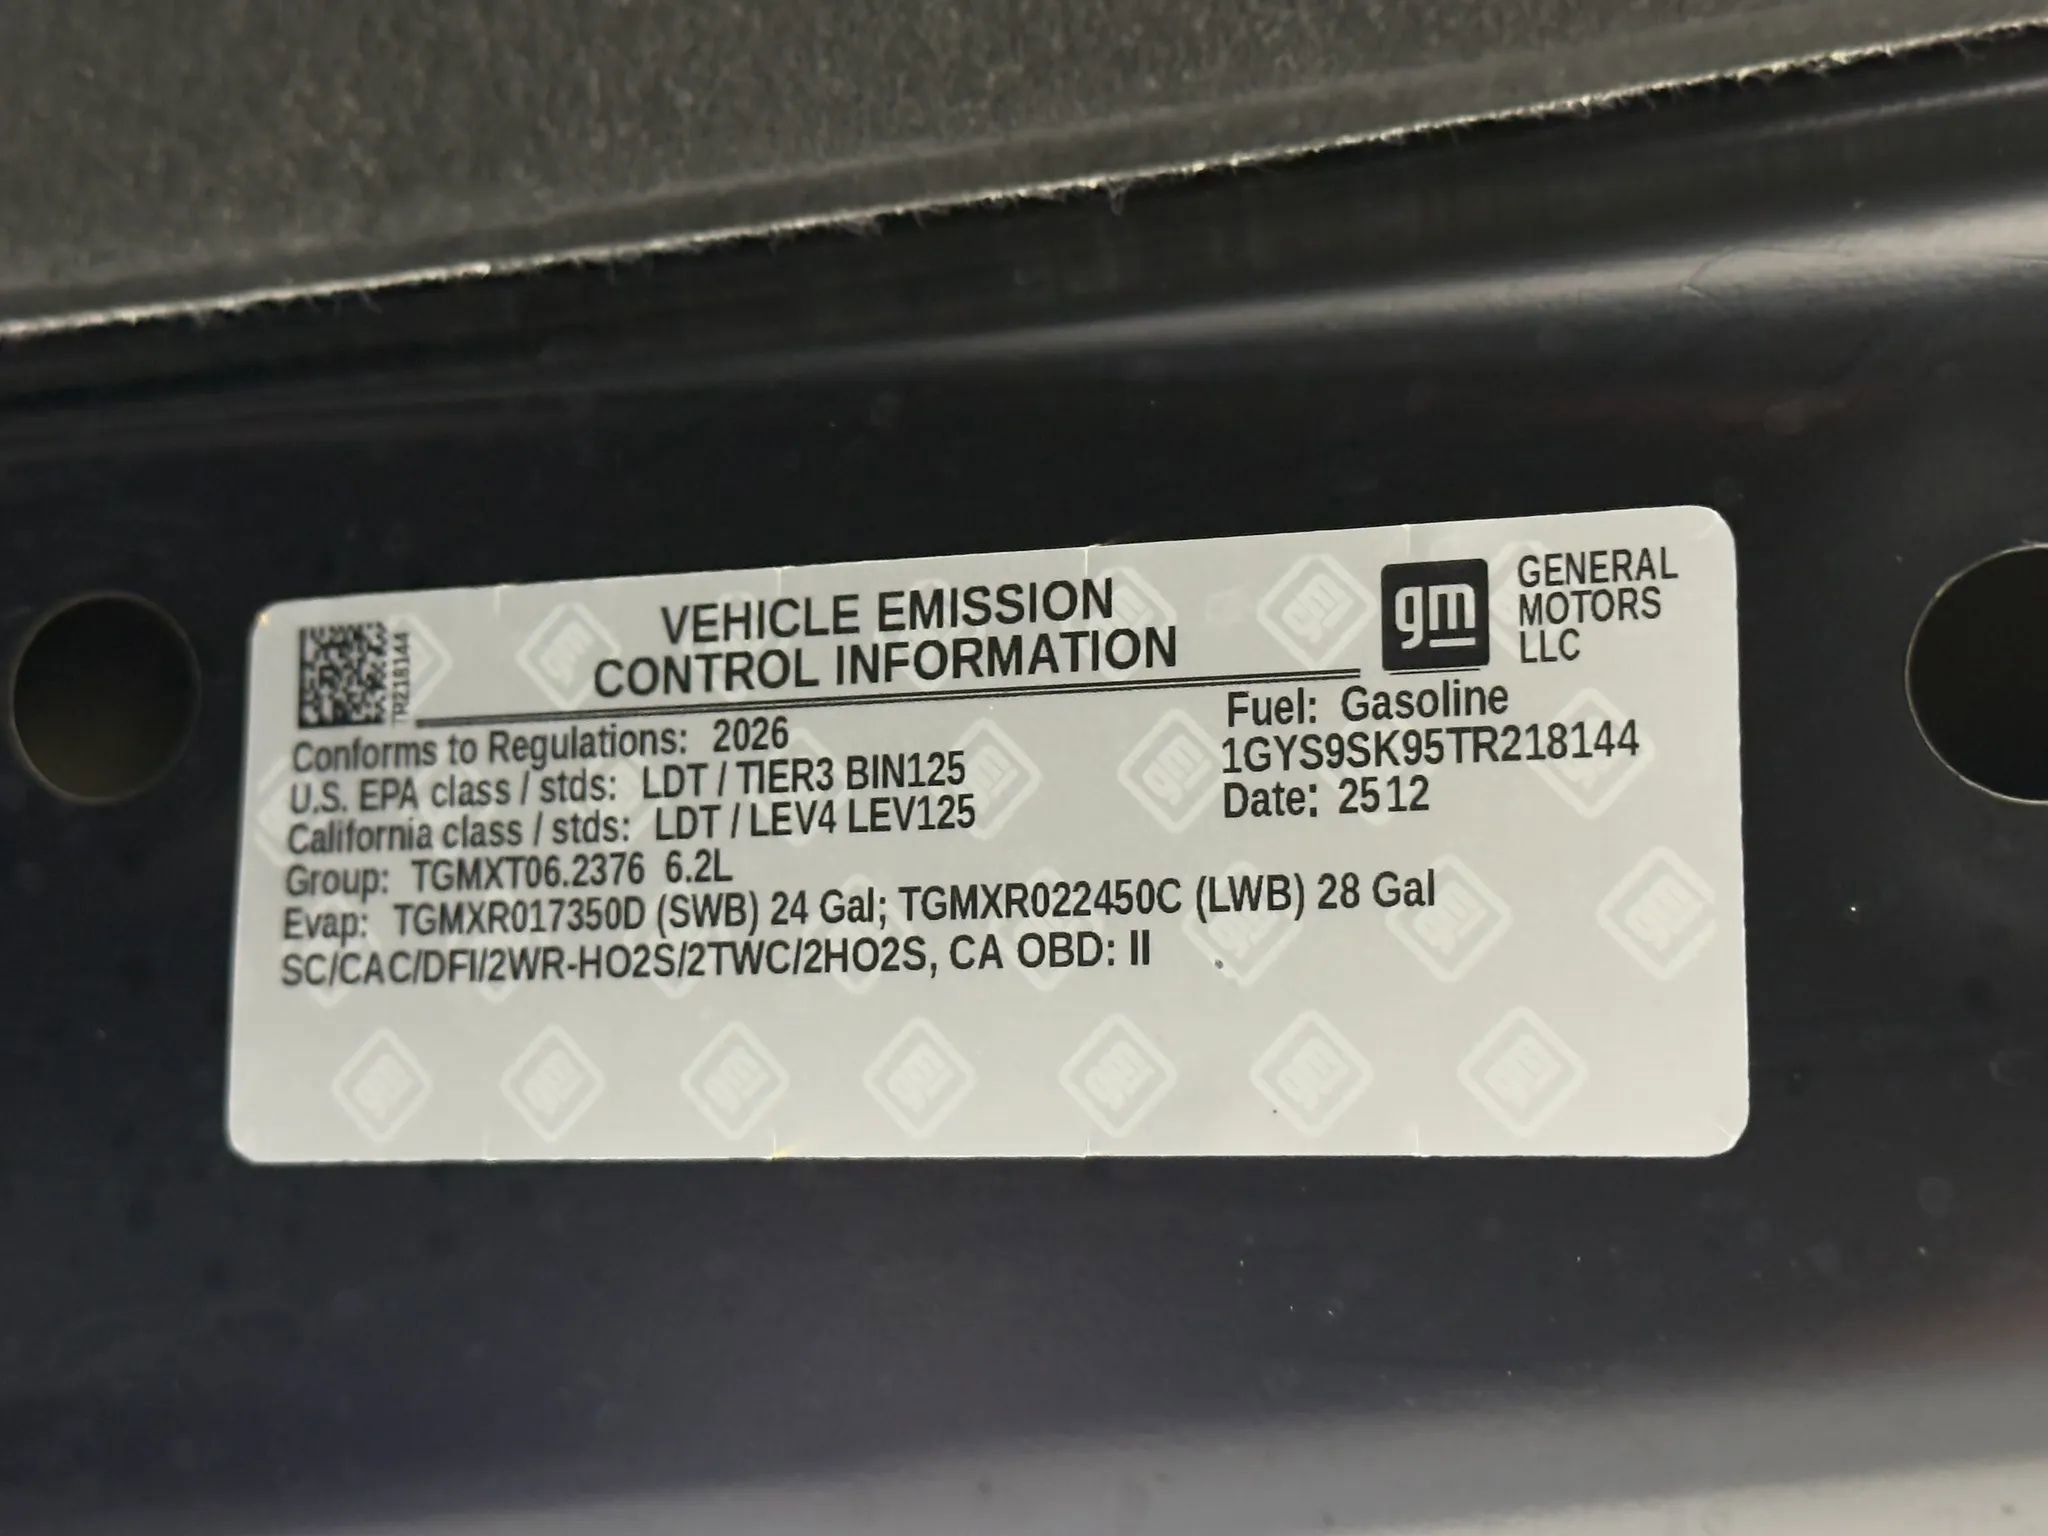 VEHICLE EMISSION
CONTROL INFORMATION
gm
GENERAL
MOTORS
LLC
TR218144
Conforms to Regulations: 2026
U.S. EPA class / stds: LDT / TIER3 BIN125
California class / stds: LDT / LEV4 LEV125
Group: TGMXT06.2376 6.2L
Evap: TGMXR017350D (SWB) 24 Gal; TGMXR022450C (LWB) 28 Gal
SC/CAC/DFI/2WR-HO2S/2TWC/2HO2S, CA OBD: II
Fuel: Gasoline
1GYS9SK95TR218144
Date: 2512